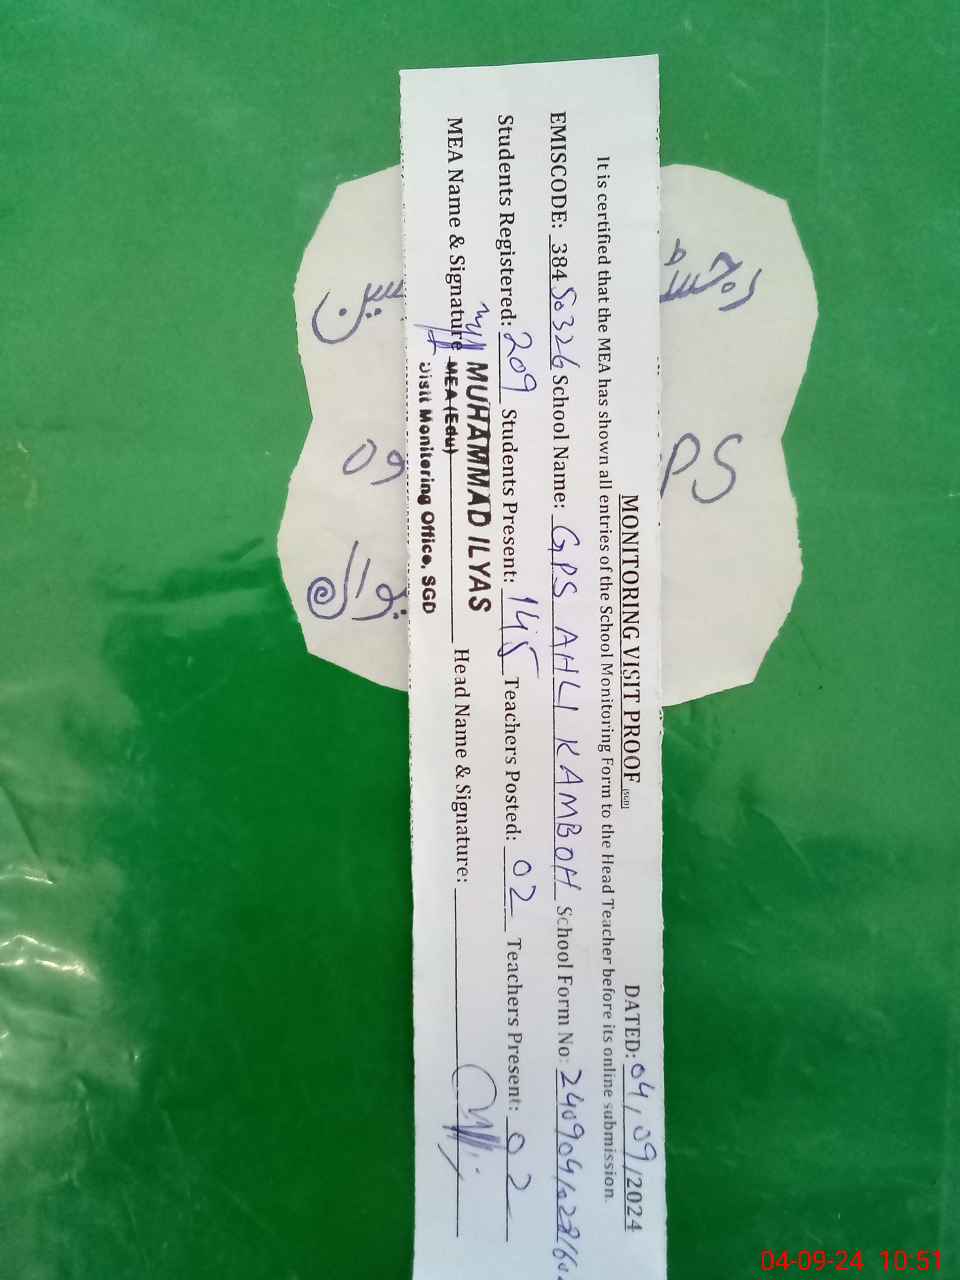 MONITORING VISIT PROOF (SGD) DATED: 04/09/2024
It is certified that the MEA has shown all entries of the School Monitoring Form to the Head Teacher before its online submission.
EMISCODE: 38450326 School Name: GPS AHLI KAMBOH School Form No:
Students Registered: 209 Students Present: 145 Teachers Posted: 02 Teachers Present: 02
MEA Name & Signature MUHAMMAD ILYAS Head Name & Signature:
MEA (Edu)
Monitoring Office, SGD
04-09-24 10:51